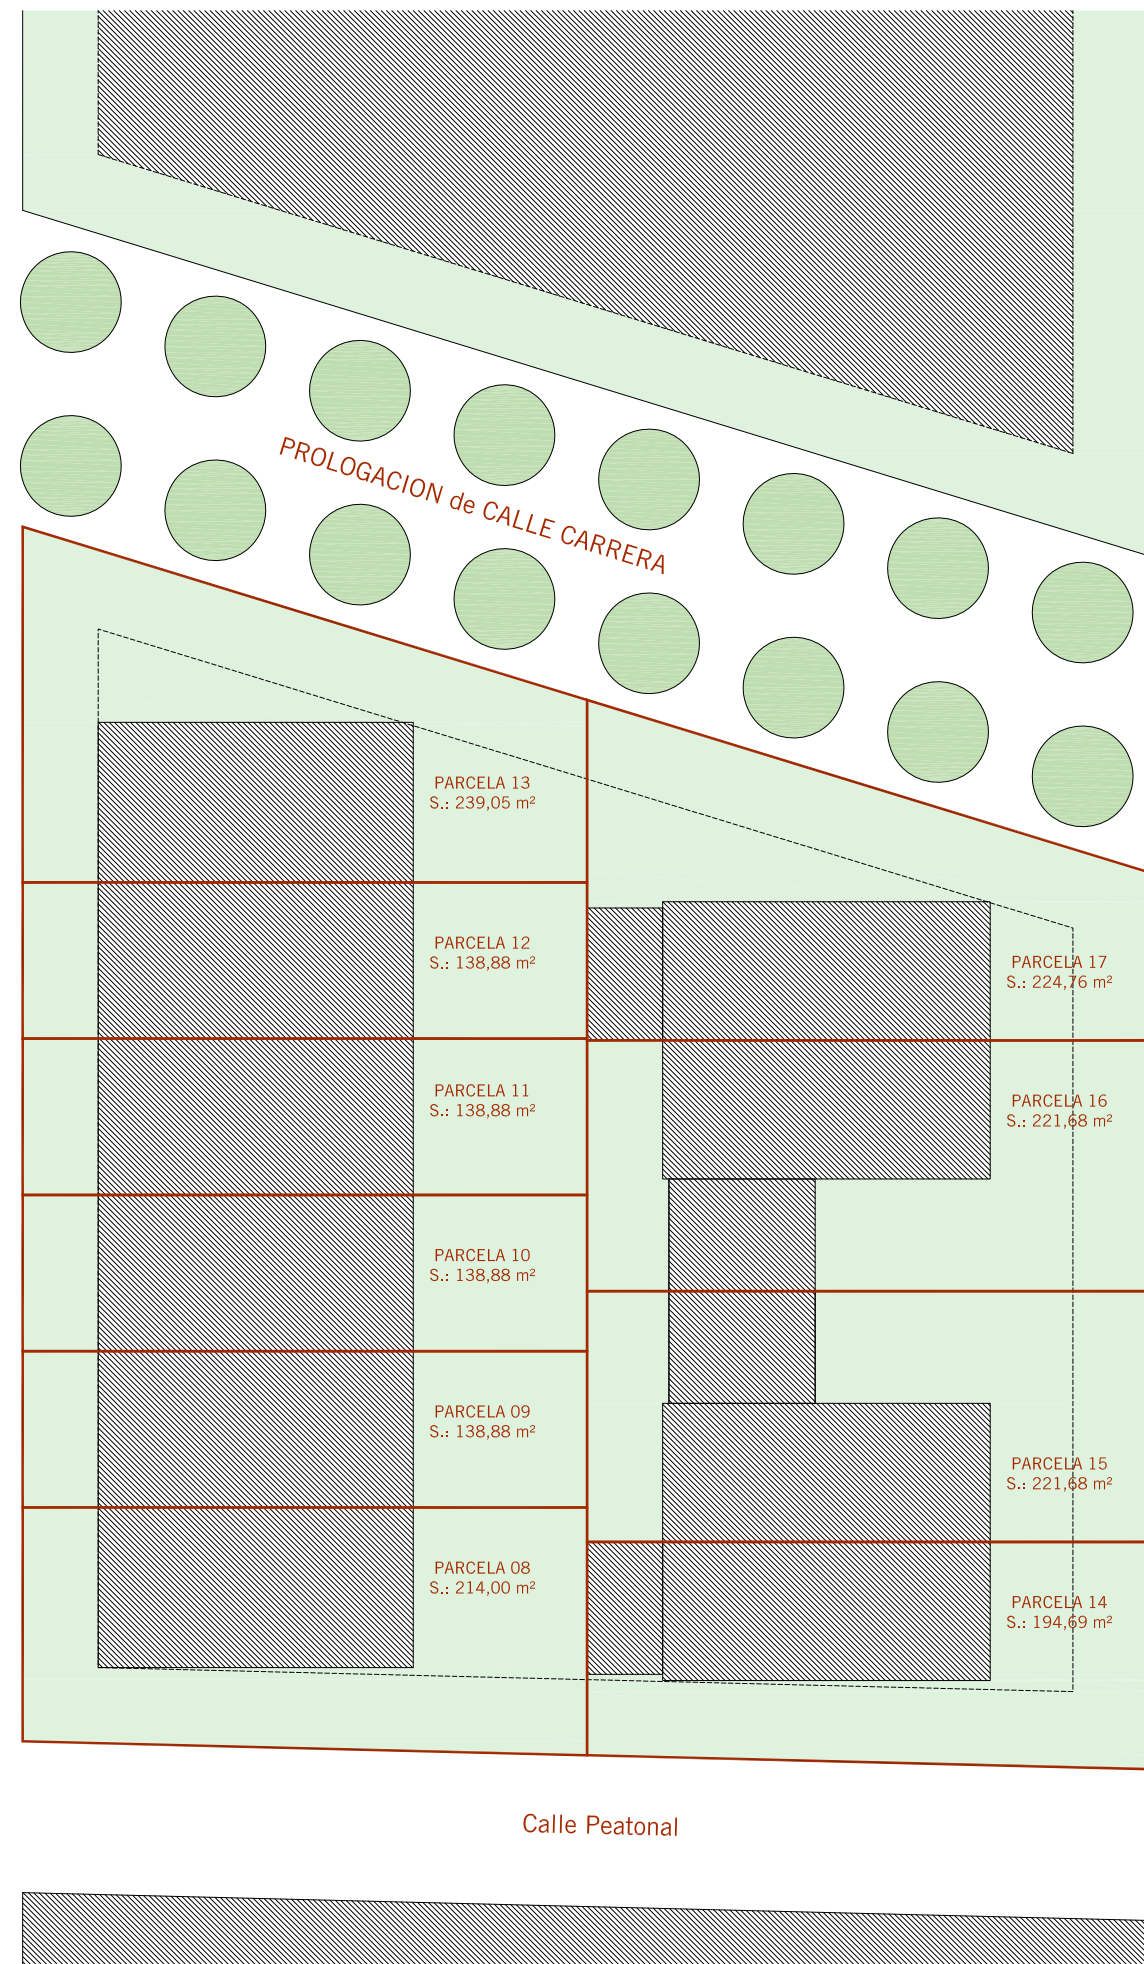 PROLOGACION de CALLE CARRERA
PARCELA 13
S.: 239,05 m²
PARCELA 12
S.: 138,88 m²
PARCELA 17
S.: 224,76 m²
PARCELA 11
S.: 138,88 m²
PARCELA 16
S.: 221,68 m²
PARCELA 10
S.: 138,88 m²
PARCELA 09
S.: 138,88 m²
PARCELA 15
S.: 221,68 m²
PARCELA 08
S.: 214,00 m²
PARCELA 14
S.: 194,69 m²
Calle Peatonal